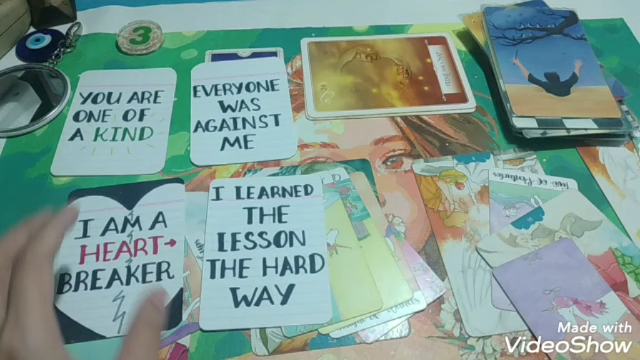 3
YOU ARE
ONE OF
A KIND
EVERYONE
WAS
AGAINST
ME
I AM A
HEART
BREAKER
I LEARNED
THE
LESSON
THE HARD
WAY
Made with
VideoShow